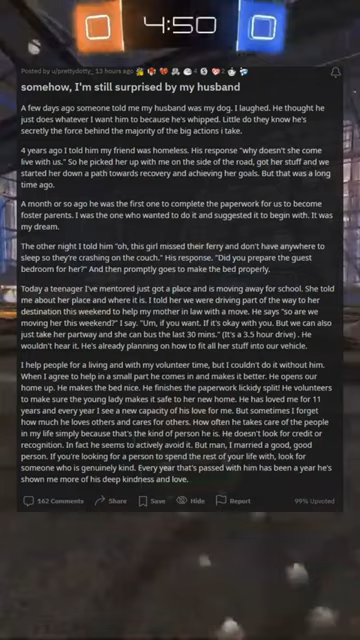 0 4:50 0
Posted by u/prettydotty_ 13 hours ago
somehow, I'm still surprised by my husband
A few days ago someone told me my husband was my dog. I laughed. He thought he
just does whatever I want him to because he's whipped. Little do they know he's
secretly the force behind the majority of the big actions i take.
4 years ago I told him my friend was homeless. His response "why doesn't she come
live with us." So he picked her up with me on the side of the road, got her stuff and we
started her down a path towards recovery and achieving her goals. But that was a long
time ago.
A month or so ago he was the first one to complete the paperwork for us to become
foster parents. I was the one who wanted to do it and suggested it to begin with. It was
my dream.
The other night I told him "oh, this girl missed their ferry and don't have anywhere to
sleep so they're crashing on the couch." His response. "Did you prepare the guest
bedroom for her?" And then promptly goes to make the bed properly.
Today a teenager I've mentored just got a place and is moving away for school. She told
me about her place and where it is. I told her we were driving part of the way to her
destination this weekend to help my mother in law with a move. He says "so are we
moving her this weekend?" I say. "Um, if you want. If it's okay with you. But we can also
just take her partway and she can bus the last 30 mins." (It's a 3.5 hour drive) . He
wouldn't hear it. He's already planning on how to fit all her stuff into our vehicle.
I help people for a living and with my volunteer time, but I couldn't do it without him.
When I agree to help in a small part he comes in and makes it better. He opens our
home up. He makes the bed nice. He finishes the paperwork lickidy split! He volunteers
to make sure the young lady makes it safe to her new home. He has loved me for 11
years and every year I see a new capacity of his love for me. But sometimes I forget
how much he loves others and cares for others. How often he takes care of the people
in my life simply because that's the kind of person he is. He doesn't look for credit or
recognition. In fact he seems to actively avoid it. But man, I married a good, good
person. If you're looking for a person to spend the rest of your life with, look for
someone who is genuinely kind. Every year that's passed with him has been a year he's
shown me more of his deep kindness and love.
162 Comments Share Save Hide Report 99% Upvoted